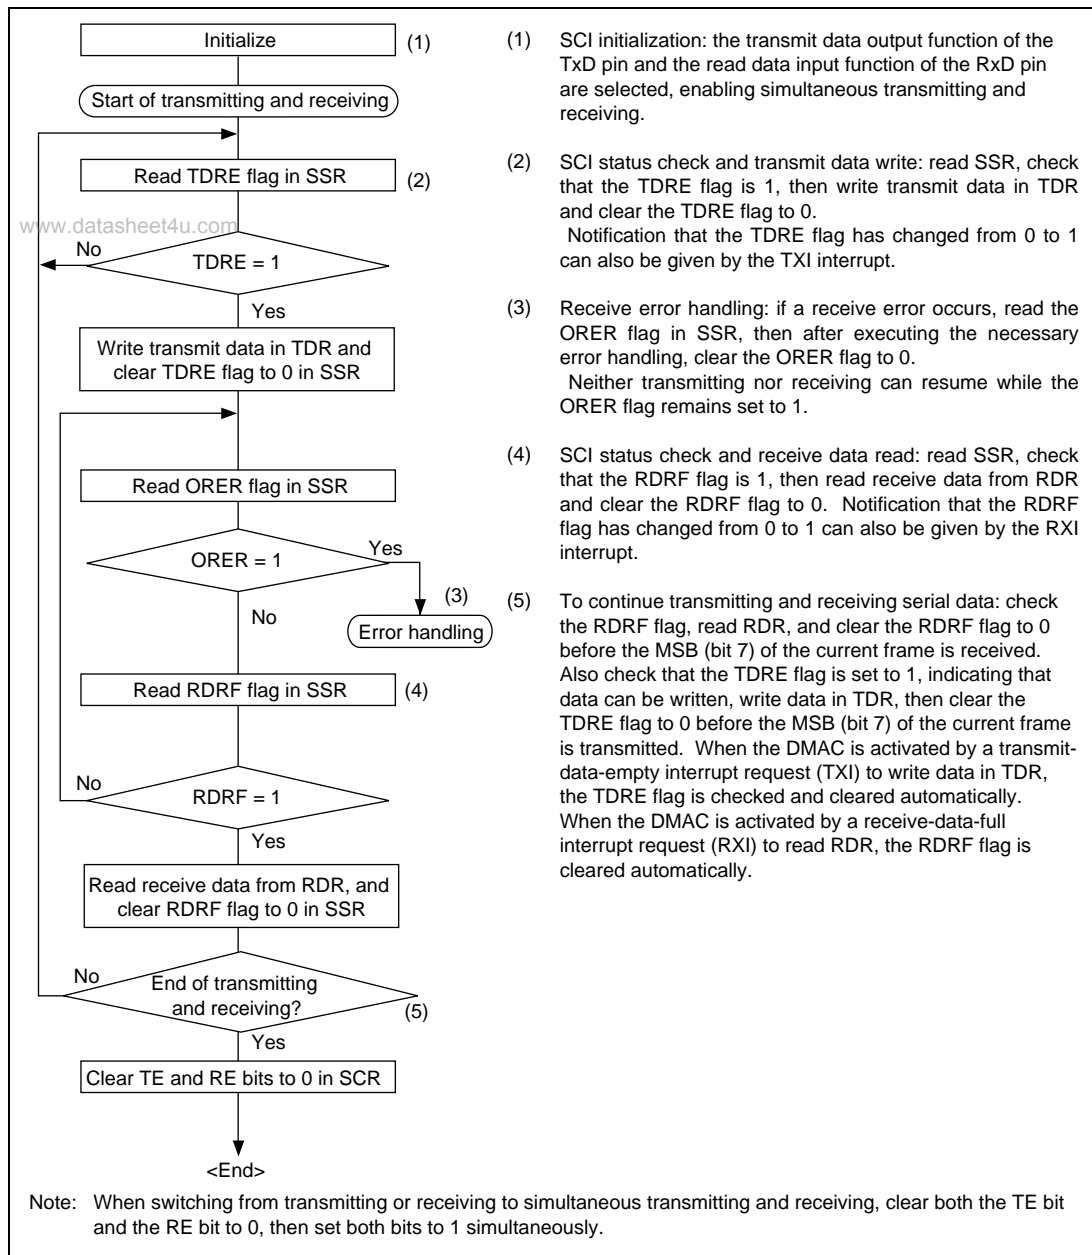 Initialize
(1)
Start of transmitting and receiving
Read TDRE flag in SSR
(2)
www.datasheet4u.com
No
TDRE = 1
Yes
Write transmit data in TDR and
clear TDRE flag to 0 in SSR
Read ORER flag in SSR
Yes
ORER = 1
(3)
No
Error handling
Read RDRF flag in SSR
(4)
No
RDRF = 1
Yes
Read receive data from RDR, and
clear RDRF flag to 0 in SSR
No
End of transmitting
and receiving?
(5)
Yes
Clear TE and RE bits to 0 in SCR
<End>
(1) SCI initialization: the transmit data output function of the
TxD pin and the read data input function of the RxD pin
are selected, enabling simultaneous transmitting and
receiving.
(2) SCI status check and transmit data write: read SSR, check
that the TDRE flag is 1, then write transmit data in TDR
and clear the TDRE flag to 0.
Notification that the TDRE flag has changed from 0 to 1
can also be given by the TXI interrupt.
(3) Receive error handling: if a receive error occurs, read the
ORER flag in SSR, then after executing the necessary
error handling, clear the ORER flag to 0.
Neither transmitting nor receiving can resume while the
ORER flag remains set to 1.
(4) SCI status check and receive data read: read SSR, check
that the RDRF flag is 1, then read receive data from RDR
and clear the RDRF flag to 0. Notification that the RDRF
flag has changed from 0 to 1 can also be given by the RXI
interrupt.
(5) To continue transmitting and receiving serial data: check
the RDRF flag, read RDR, and clear the RDRF flag to 0
before the MSB (bit 7) of the current frame is received.
Also check that the TDRE flag is set to 1, indicating that
data can be written, write data in TDR, then clear the
TDRE flag to 0 before the MSB (bit 7) of the current frame
is transmitted. When the DMAC is activated by a transmit-
data-empty interrupt request (TXI) to write data in TDR,
the TDRE flag is checked and cleared automatically.
When the DMAC is activated by a receive-data-full
interrupt request (RXI) to read RDR, the RDRF flag is
cleared automatically.
Note: When switching from transmitting or receiving to simultaneous transmitting and receiving, clear both the TE bit
and the RE bit to 0, then set both bits to 1 simultaneously.